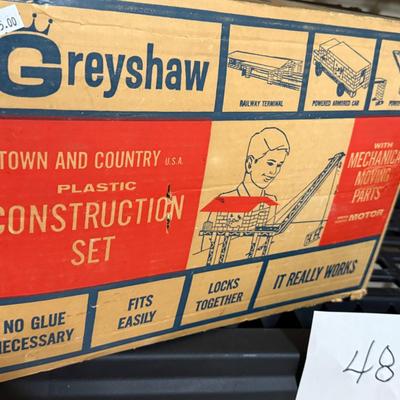 5.00
Greyshaw
RAILWAY TERMINAL
POWERED ARMORED CAR
TOWN AND COUNTRY U.S.A.
PLASTIC
CONSTRUCTION
SET
WITH
MECHANICAL
MOVING
PARTS
MOTOR
NO GLUE
NECESSARY
FITS
EASILY
LOCKS
TOGETHER
IT REALLY WORKS
48